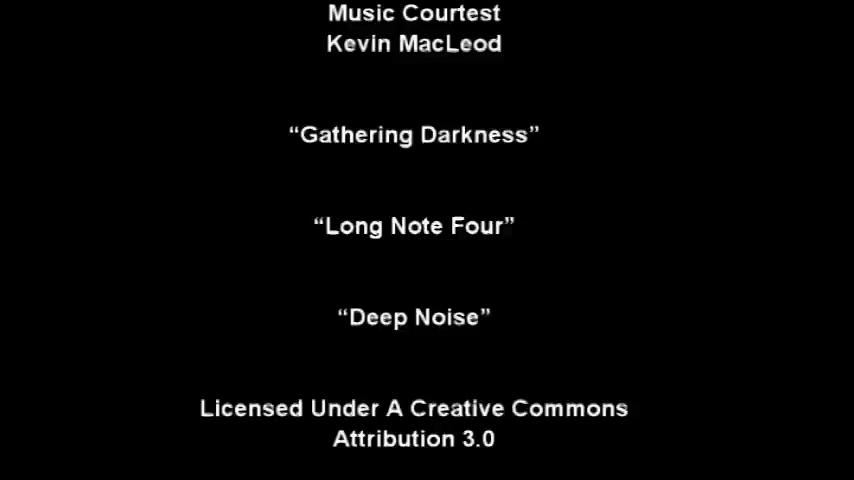 Music Courtest
Kevin MacLeod
“Gathering Darkness”
“Long Note Four”
“Deep Noise”
Licensed Under A Creative Commons
Attribution 3.0